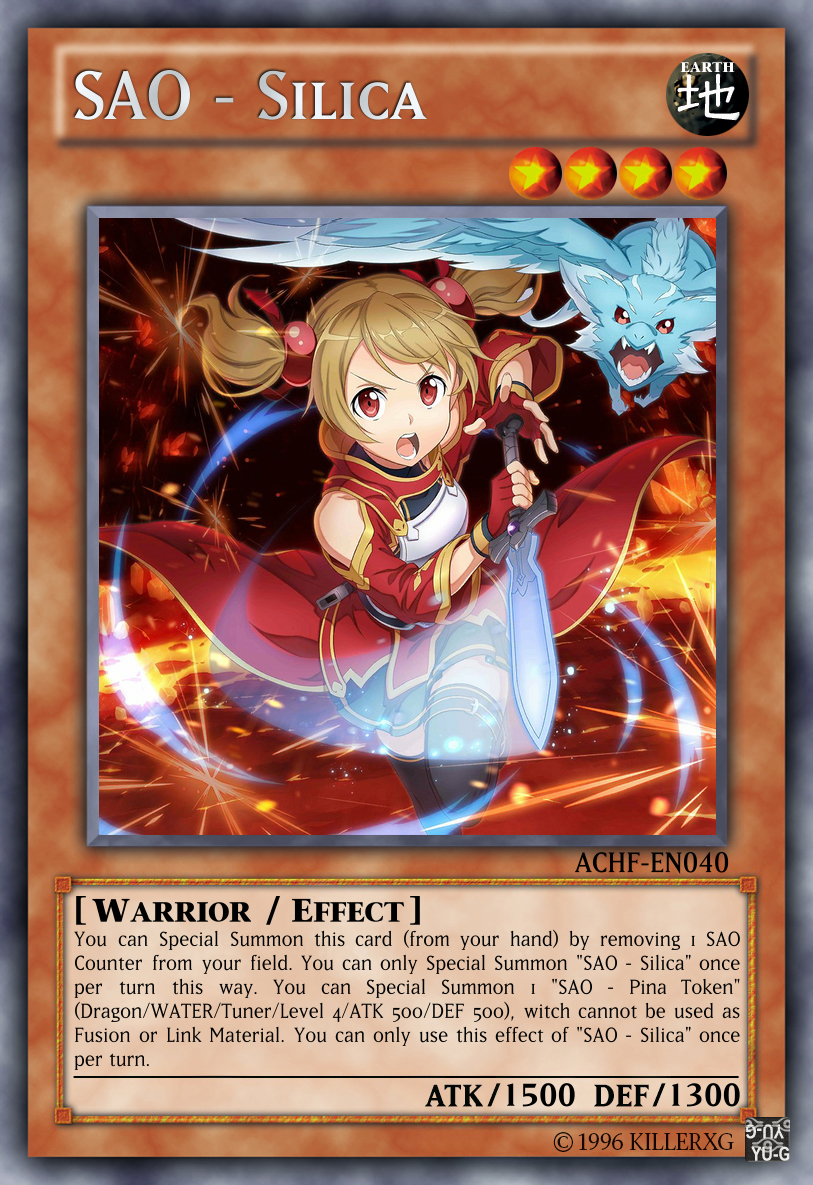 SAO - SILICA
EARTH
地
ACHF-EN040
[ WARRIOR / EFFECT ]
You can Special Summon this card (from your hand) by removing 1 SAO
Counter from your field. You can only Special Summon "SAO - Silica" once
per turn this way. You can Special Summon 1 "SAO - Pina Token"
(Dragon/WATER/Tuner/Level 4/ATK 500/DEF 500), witch cannot be used as
Fusion or Link Material. You can only use this effect of "SAO - Silica" once
per turn.
ATK/1500 DEF/1300
© 1996 KILLERXG
YU-G
YU-G